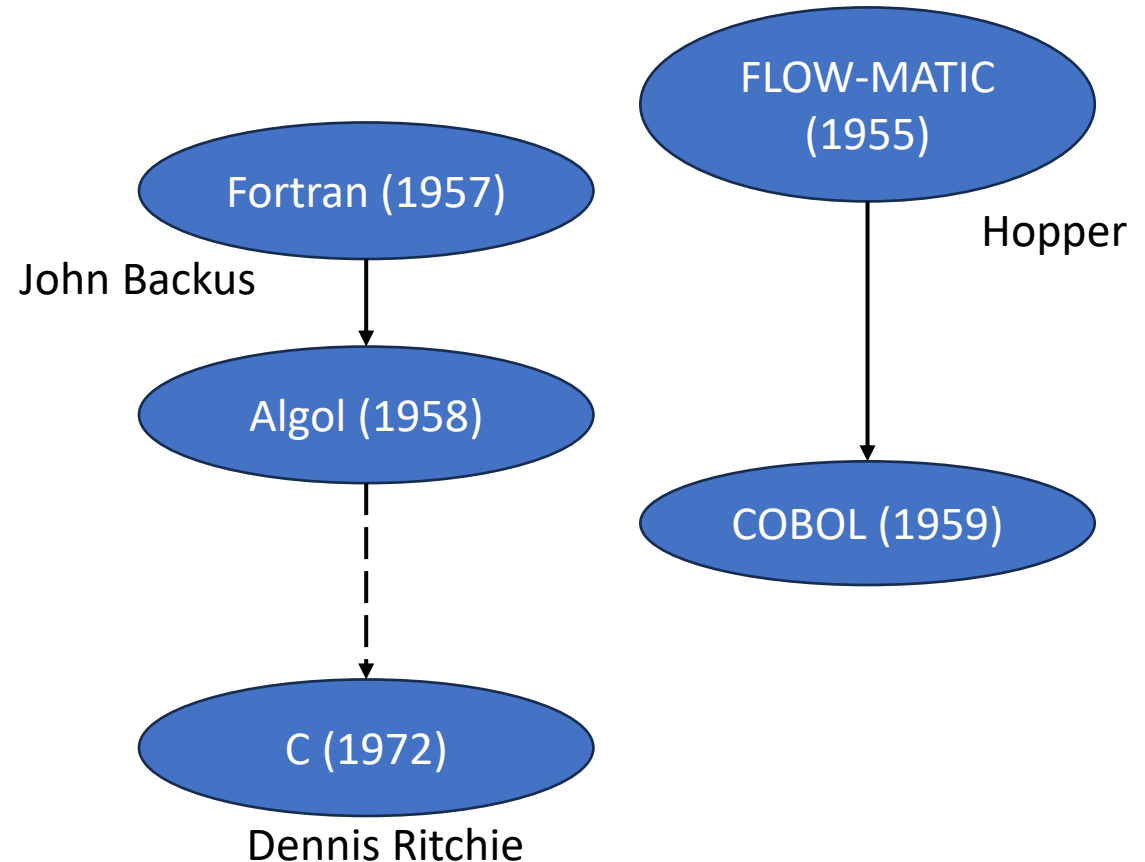 FLOW-MATIC
(1955)
Fortran (1957)
Hopper
John Backus
Algol (1958)
COBOL (1959)
C (1972)
Dennis Ritchie